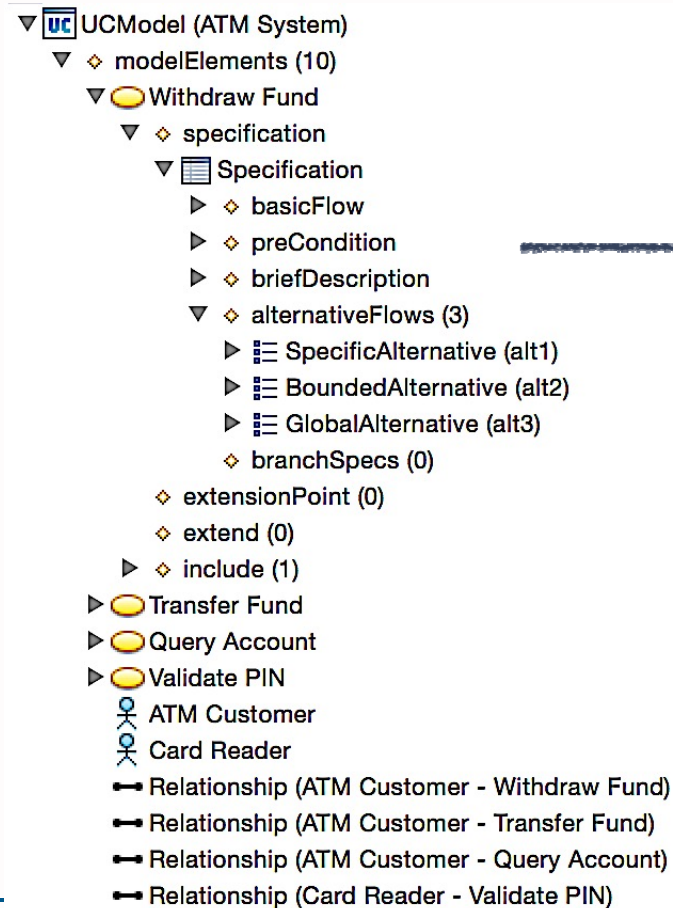 UC UCModel (ATM System)
modelElements (10)
Withdraw Fund
specification
Specification
basicFlow
preCondition
briefDescription
alternativeFlows (3)
SpecificAlternative (alt1)
BoundedAlternative (alt2)
GlobalAlternative (alt3)
branchSpecs (0)
extensionPoint (0)
extend (0)
include (1)
Transfer Fund
Query Account
Validate PIN
ATM Customer
Card Reader
Relationship (ATM Customer - Withdraw Fund)
Relationship (ATM Customer - Transfer Fund)
Relationship (ATM Customer - Query Account)
Relationship (Card Reader - Validate PIN)